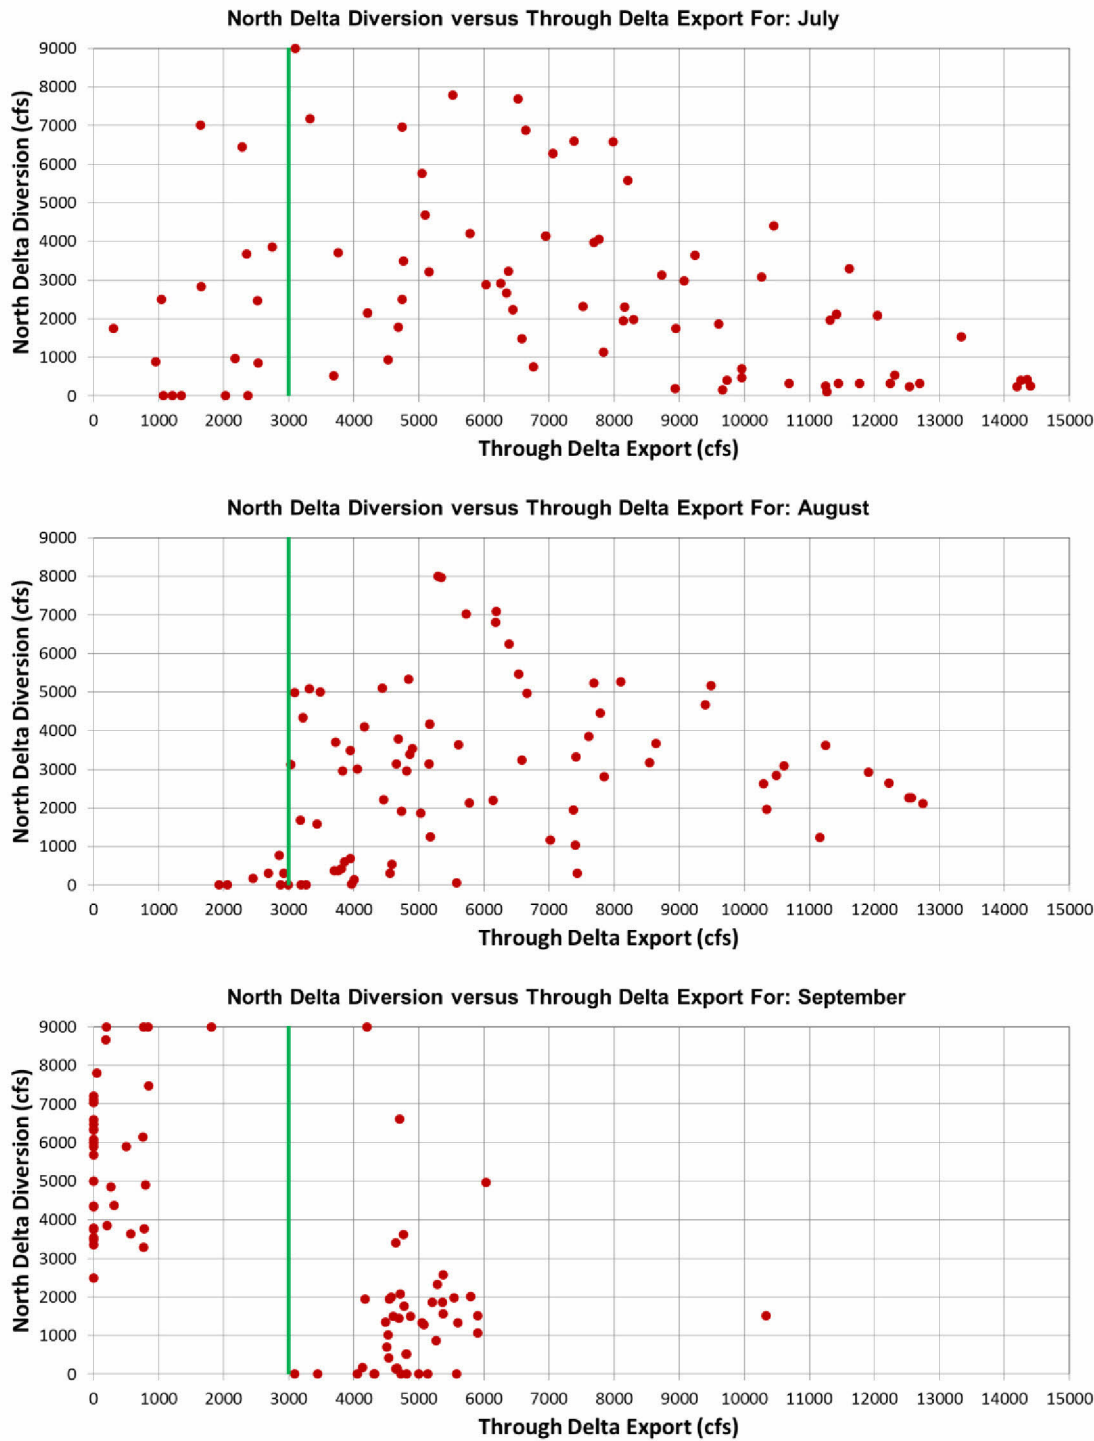 North Delta Diversion versus Through Delta Export For: July
North Delta Diversion (cfs)
9000
8000
7000
6000
5000
4000
3000
2000
1000
0
0 1000 2000 3000 4000 5000 6000 7000 8000 9000 10000 11000 12000 13000 14000 15000
Through Delta Export (cfs)
North Delta Diversion versus Through Delta Export For: August
North Delta Diversion (cfs)
9000
8000
7000
6000
5000
4000
3000
2000
1000
0
0 1000 2000 3000 4000 5000 6000 7000 8000 9000 10000 11000 12000 13000 14000 15000
Through Delta Export (cfs)
North Delta Diversion versus Through Delta Export For: September
North Delta Diversion (cfs)
9000
8000
7000
6000
5000
4000
3000
2000
1000
0
0 1000 2000 3000 4000 5000 6000 7000 8000 9000 10000 11000 12000 13000 14000 15000
Through Delta Export (cfs)